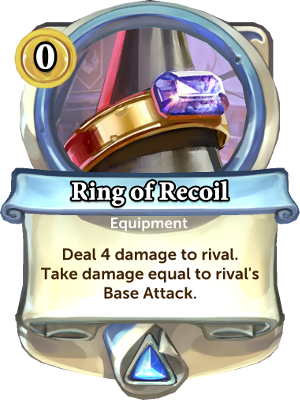 0
Ring of Recoil
Equipment
Deal 4 damage to rival.
Take damage equal to rival's
Base Attack.